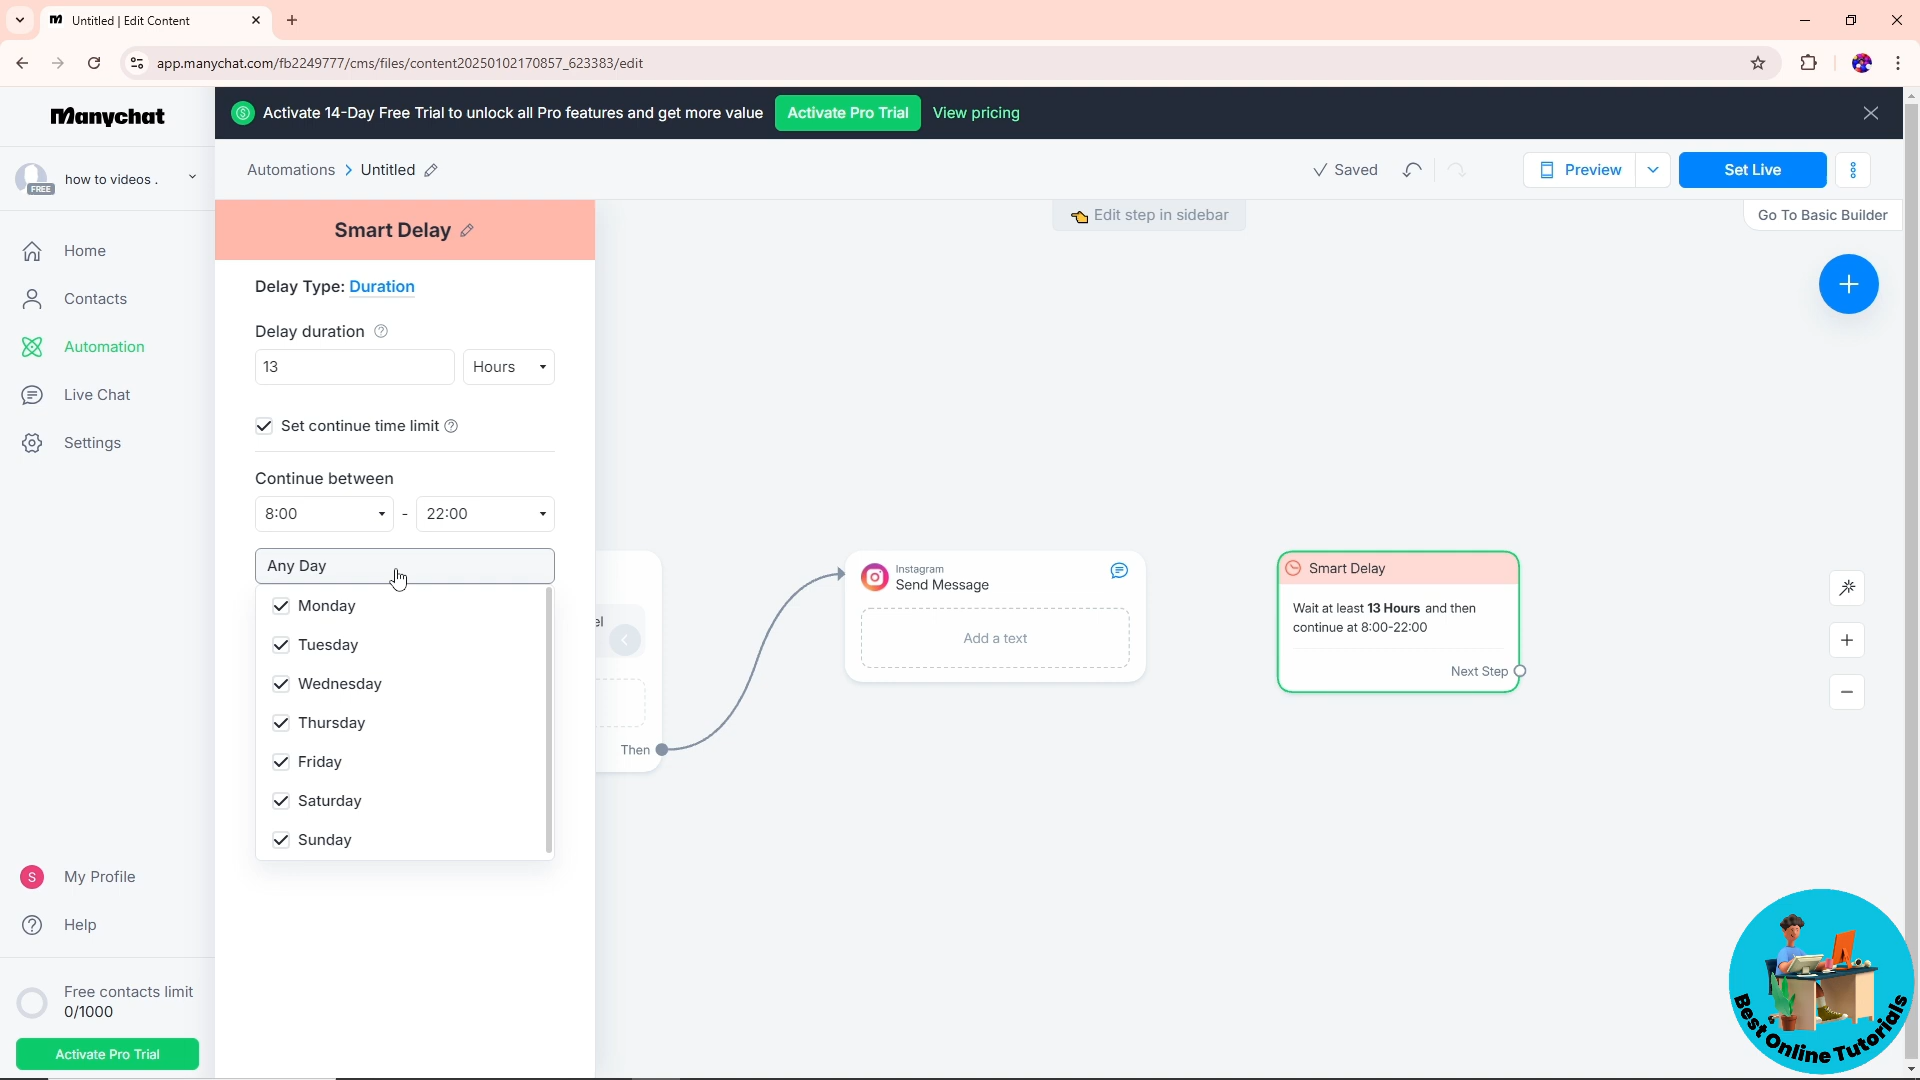 Untitled | Edit Content
app.manychat.com/fb2249777/cms/files/content20250102170857_623383/edit
Manychat
Activate 14-Day Free Trial to unlock all Pro features and get more value
Activate Pro Trial
View pricing
FREE
how to videos .
Automations
Untitled
Saved
Preview
Set Live
Smart Delay
Edit step in sidebar
Go To Basic Builder
Home
Contacts
Automation
Live Chat
Settings
Delay Type: Duration
Delay duration
13
Hours
Set continue time limit
Continue between
8:00
-
22:00
Any Day
Monday
Tuesday
Wednesday
Thursday
Friday
Saturday
Sunday
el
Then
Instagram
Send Message
Add a text
Smart Delay
Wait at least 13 Hours and then
continue at 8:00-22:00
Next Step
S
My Profile
Help
Free contacts limit
0/1000
Activate Pro Trial
Best Online Tutorials